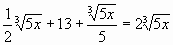 1/2 ∛5x + 13 + ∛5x/5 = 2∛5x